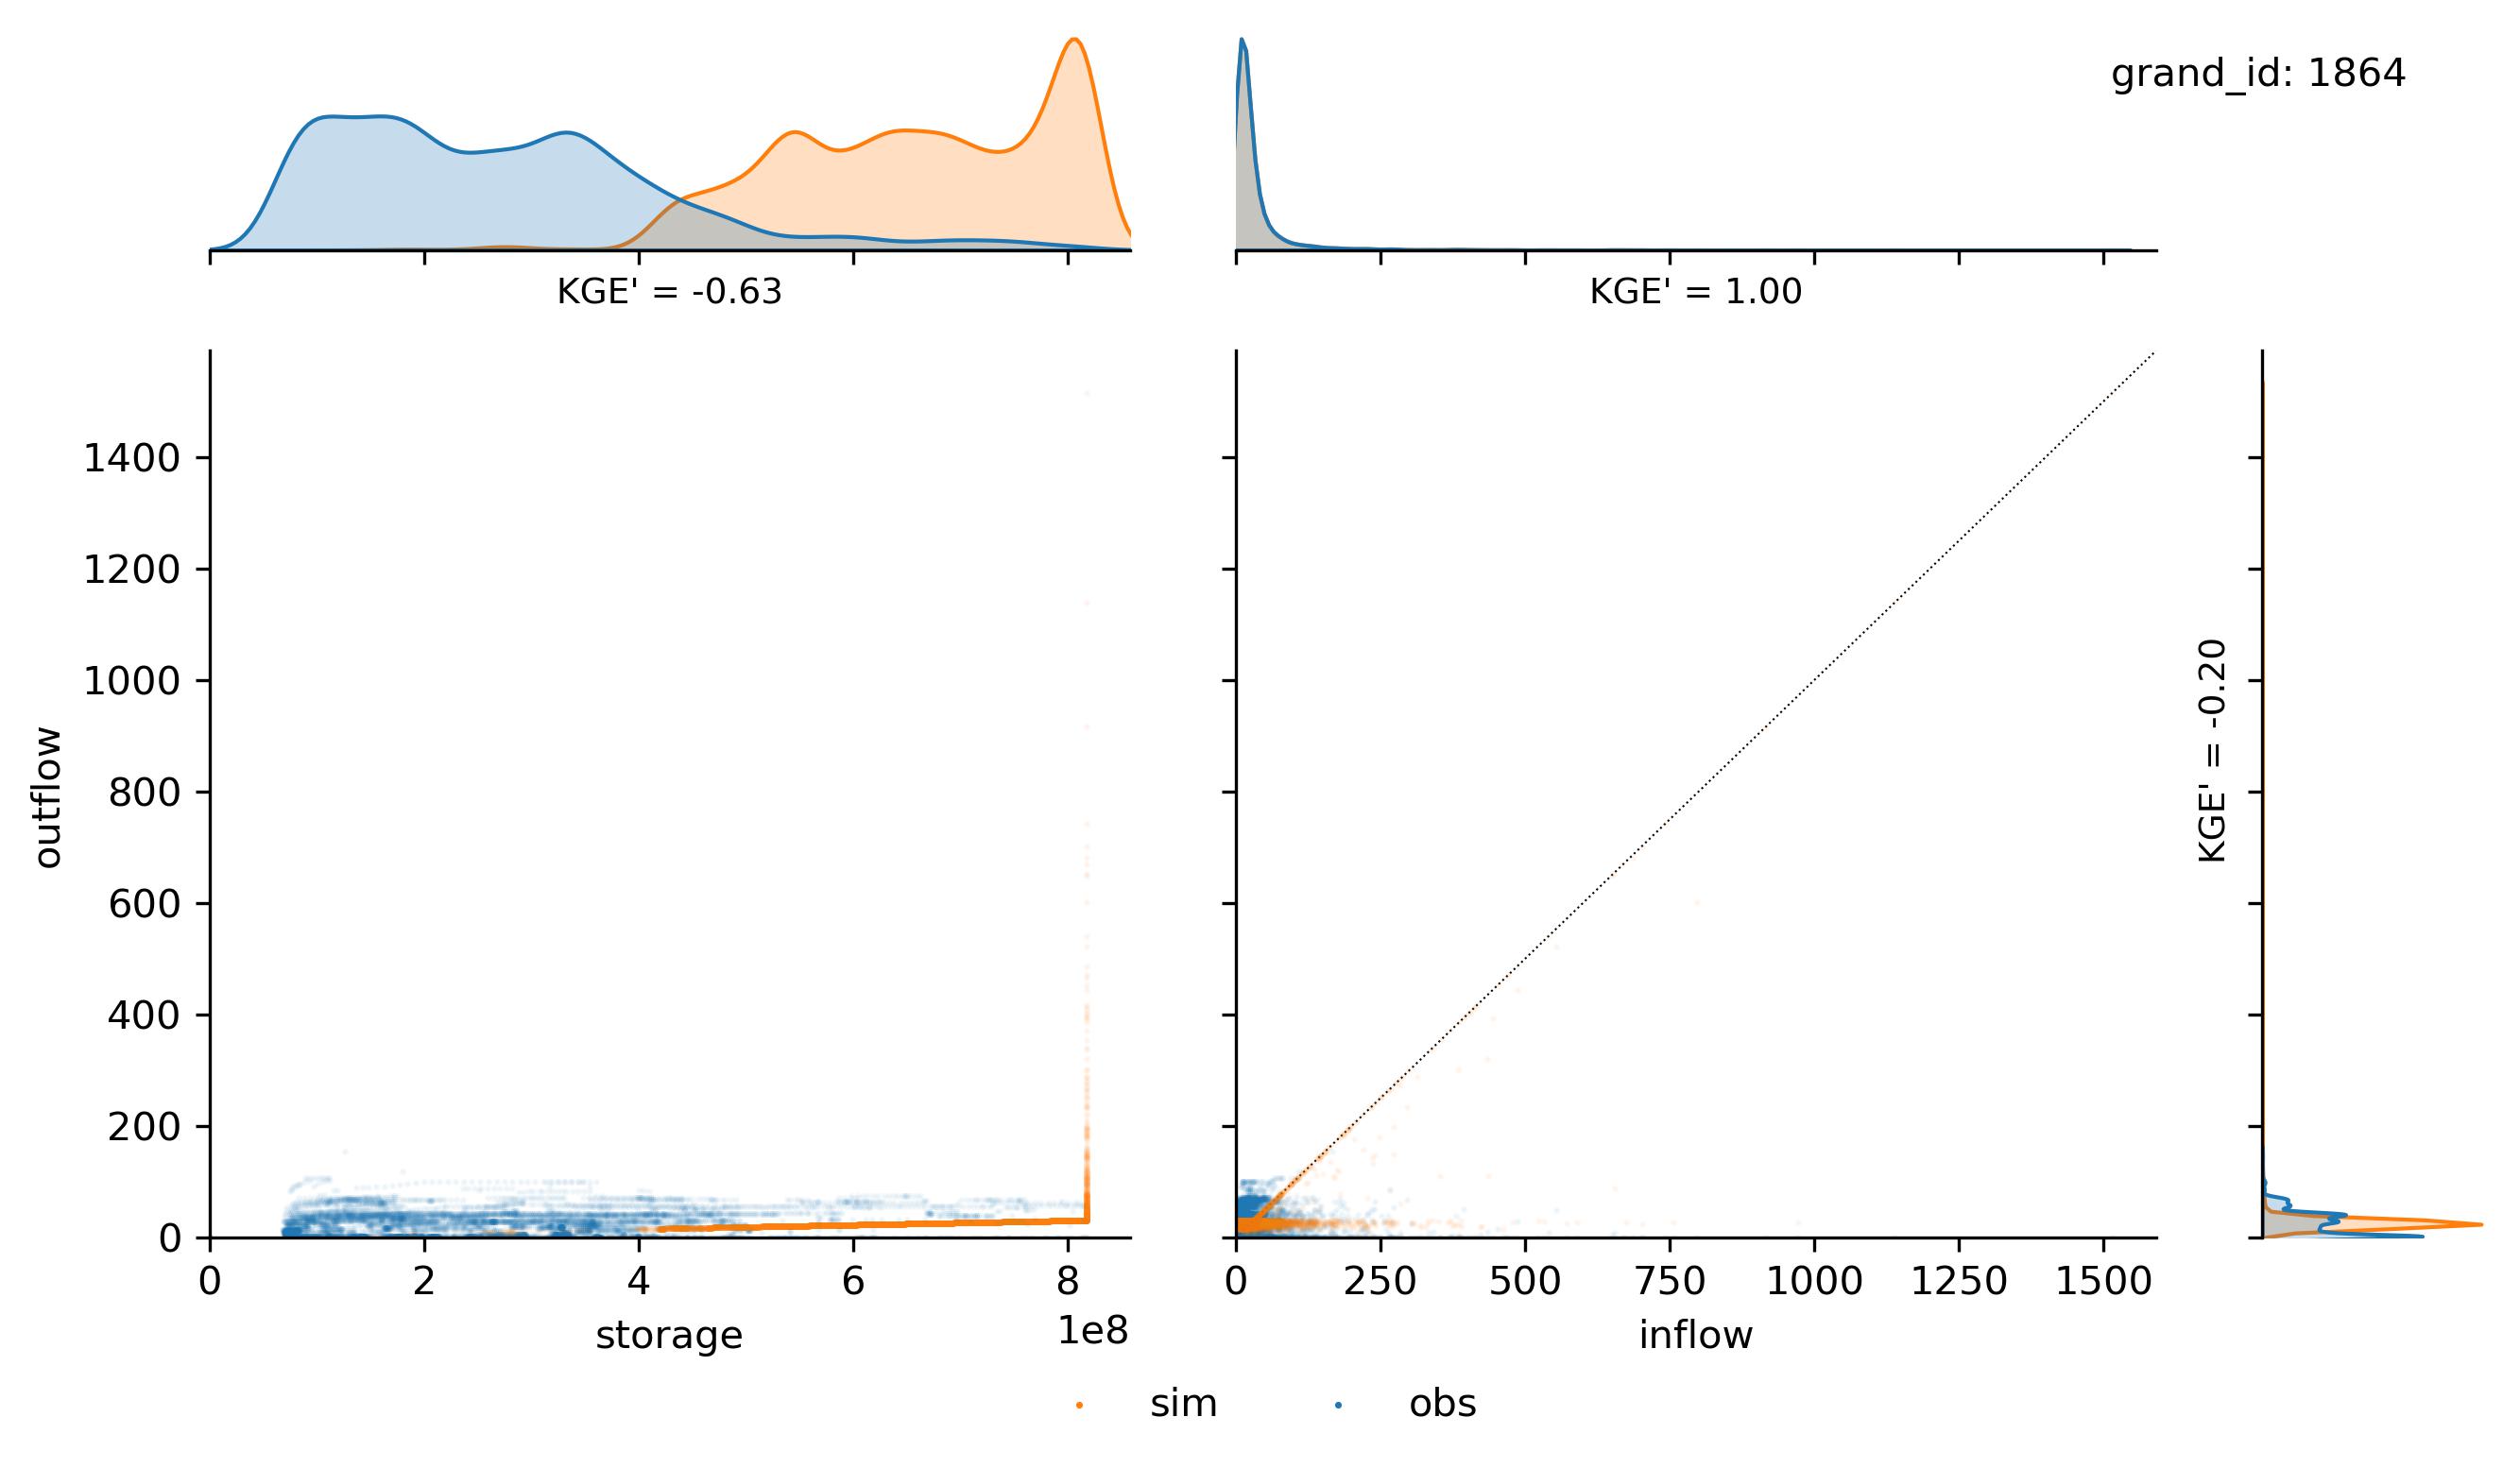 grand_id: 1864
KGE' = -0.63
KGE' = 1.00
1400
1200
1000
800
600
400
200
0
outflow
KGE' = -0.20
0 2 4 6 8
1e8
storage
0 250 500 750 1000 1250 1500
inflow
sim obs